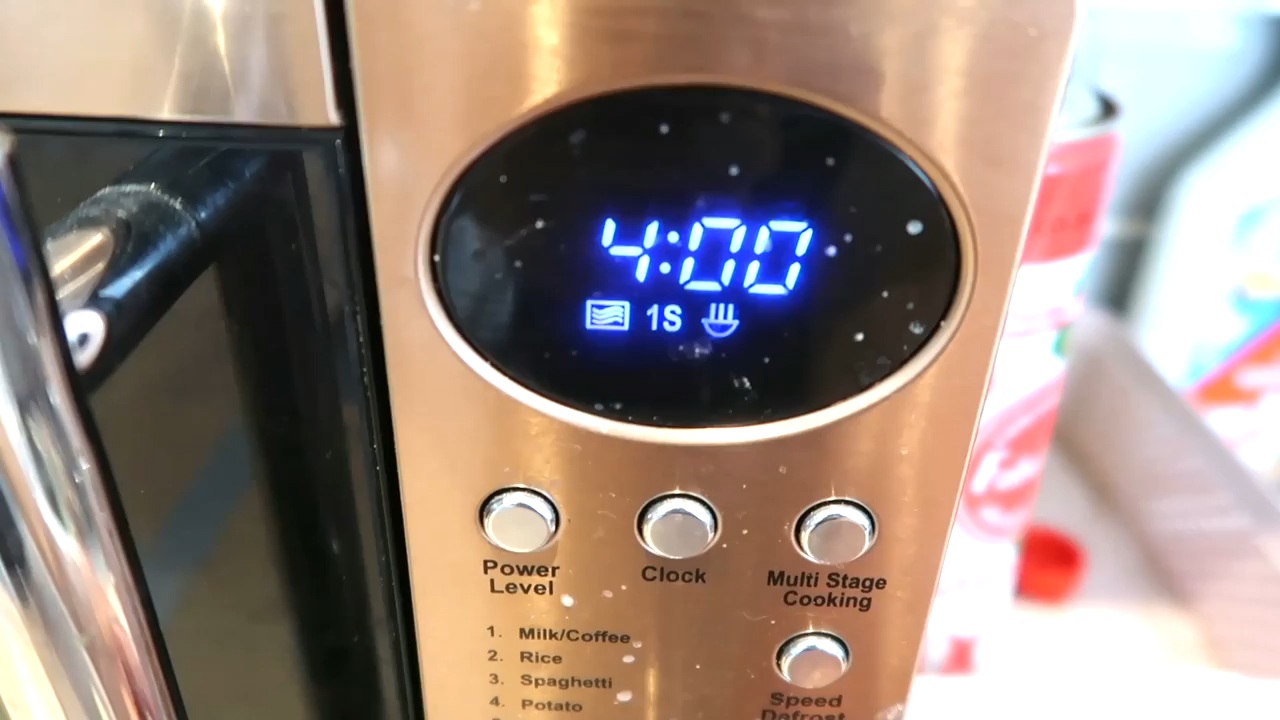 4:00
1S
Power
Level
Clock
Multi Stage
Cooking
1. Milk/Coffee
2. Rice
3. Spaghetti
4. Potato
Speed
Defrost